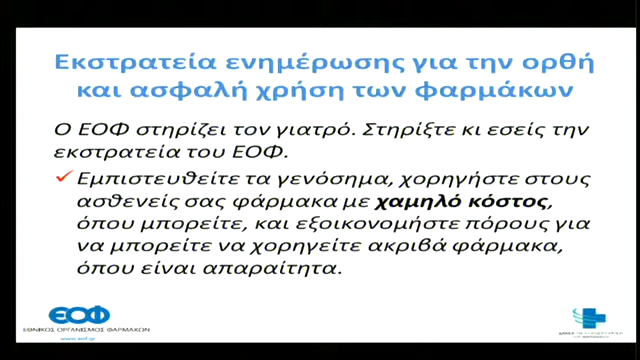 Εκστρατεία ενημέρωσης για την ορθή
και ασφαλή χρήση των φαρμάκων
Ο ΕΟΦ στηρίζει τον γιατρό. Στηρίξτε κι εσείς την
εκστρατεία του ΕΟΦ.
Εμπιστευθείτε τα γενόσημα, χορηγήστε στους
ασθενείς σας φάρμακα με χαμηλό κόστος,
όπου μπορείτε, και εξοικονομήστε πόρους για
να μπορείτε να χορηγείτε ακριβά φάρμακα,
όπου είναι απαραίτητα.
ΕΟΦ
ΕΘΝΙΚΟΣ ΟΡΓΑΝΙΣΜΟΣ ΦΑΡΜΑΚΩΝ
www.eof.gr